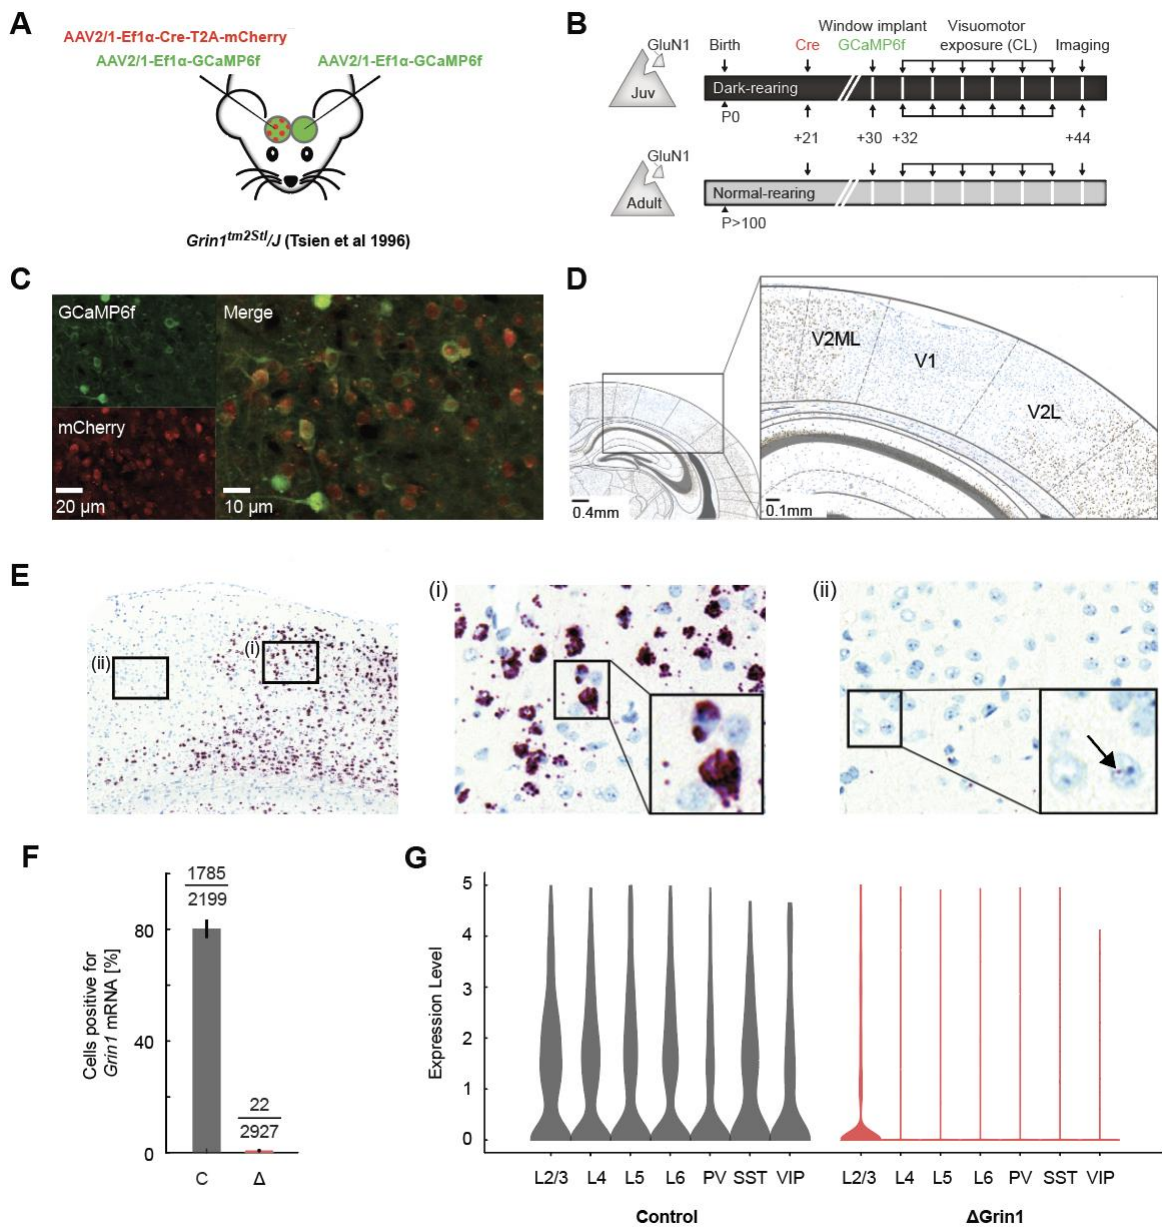 A
AAV2/1-Ef1α-Cre-T2A-mCherry
AAV2/1-Ef1α-GCaMP6f
AAV2/1-Ef1α-GCaMP6f
Grin1tm2Stl/J (Tsien et al 1996)
B
GluN1
Juv
Birth
Cre
Window implant
GCaMP6f
Visuomotor
exposure (CL)
Imaging
Dark-rearing
P0
+21
+30
+32
+44
GluN1
Adult
Normal-rearing
P>100
C
GCaMP6f
Merge
mCherry
20 µm
10 µm
D
V2ML
V1
V2L
0.4mm
0.1mm
E
(i)
(ii)
(ii)
(i)
F
1785
2199
80
40
0
22
2927
Cells positive for
Grin1 mRNA [%]
C
Δ
G
Expression Level
5
4
3
2
1
0
L2/3 L4 L5 L6 PV SST VIP
L2/3 L4 L5 L6 PV SST VIP
Control
ΔGrin1